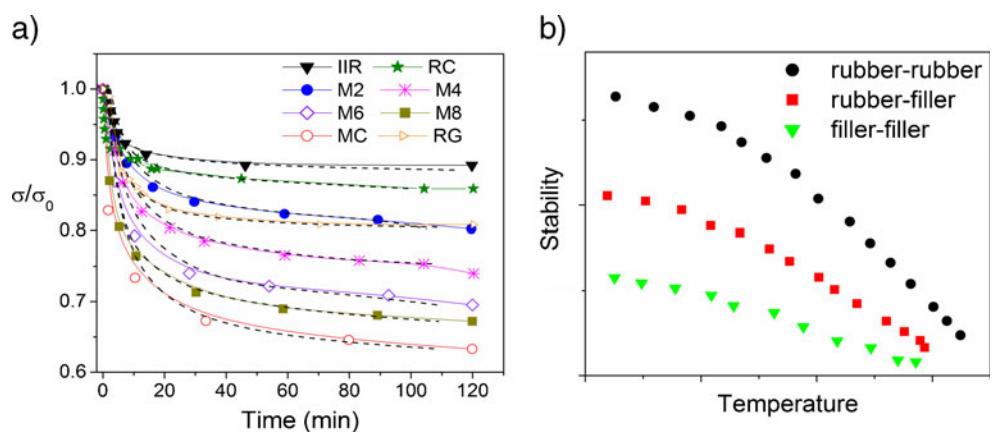 a)
σ/σ0
1.0
0.9
0.8
0.7
0.6
IIR RC
M2 M4
M6 M8
MC RG
0 20 40 60 80 100 120
Time (min)
b)
Stability
rubber-rubber
rubber-filler
filler-filler
Temperature